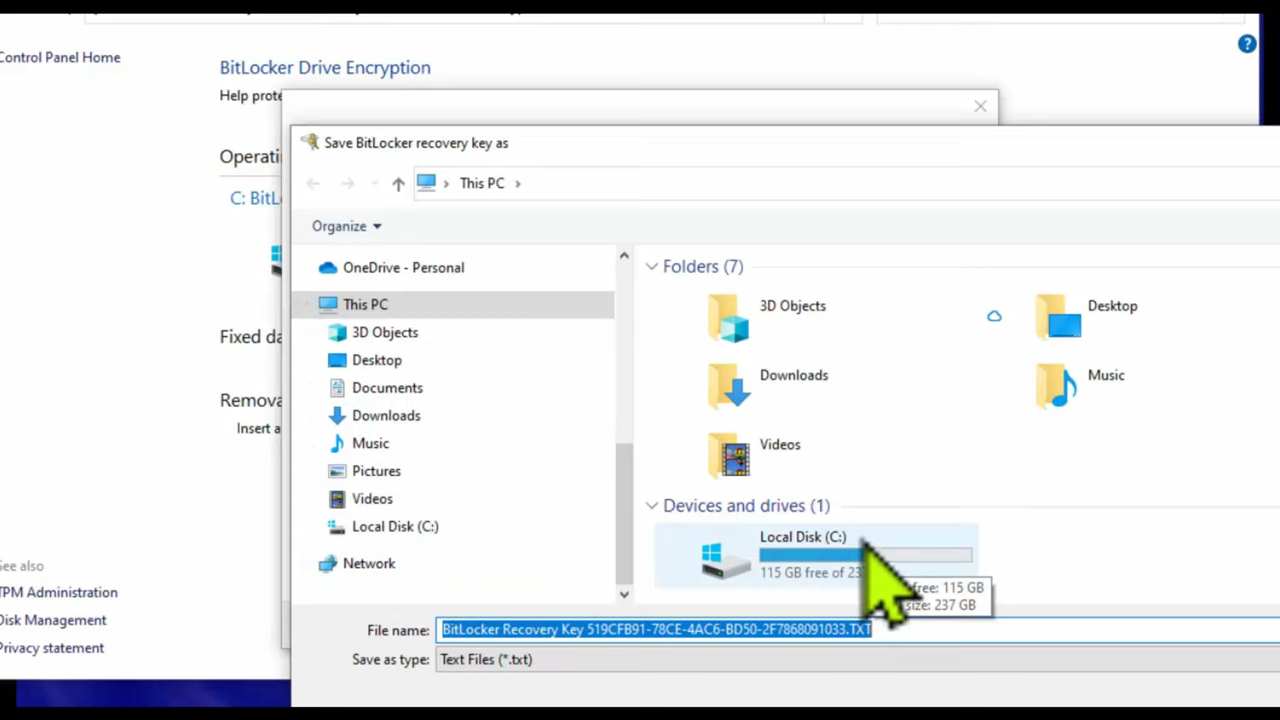 Control Panel Home
BitLocker Drive Encryption
Help prote
Operati
C: BitL
Fixed da
Remova
Insert a
See also
TPM Administration
Disk Management
Privacy statement
Save BitLocker recovery key as
This PC
Organize
OneDrive - Personal
This PC
3D Objects
Desktop
Documents
Downloads
Music
Pictures
Videos
Local Disk (C:)
Network
Folders (7)
3D Objects
Desktop
Downloads
Music
Videos
Devices and drives (1)
Local Disk (C:)
115 GB free of 237
free: 115 GB
size: 237 GB
File name: BitLocker Recovery Key 519CFB91-78CE-4AC6-BD50-2F7868091033.TXT
Save as type: Text Files (*.txt)